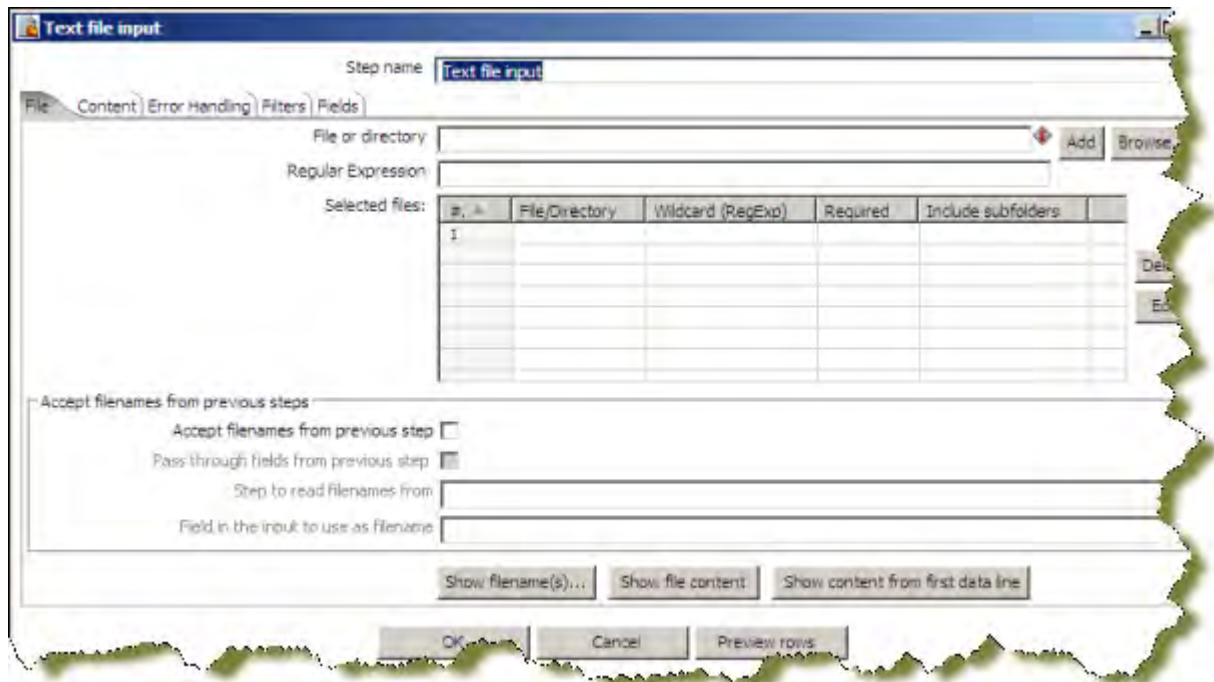 Text file input
Step name Text file input
File Content Error Handling Filters Fields
File or directory Add Browse
Regular Expression
Selected files: #. File/Directory Wildcard (RegExp) Required Include subfolders
1
Accept filenames from previous steps
Accept filenames from previous step
Pass through fields from previous step
Step to read filenames from
Field in the input to use as filename
Show filename(s)... Show file content Show content from first data line
OK Cancel Preview rows